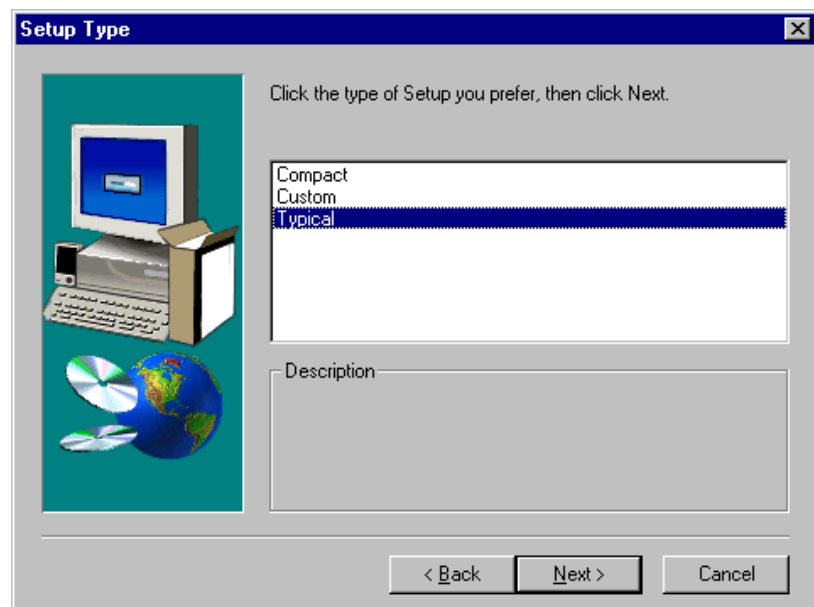 Setup Type
Click the type of Setup you prefer, then click Next.
Compact
Custom
Typical
Description
< Back
Next >
Cancel